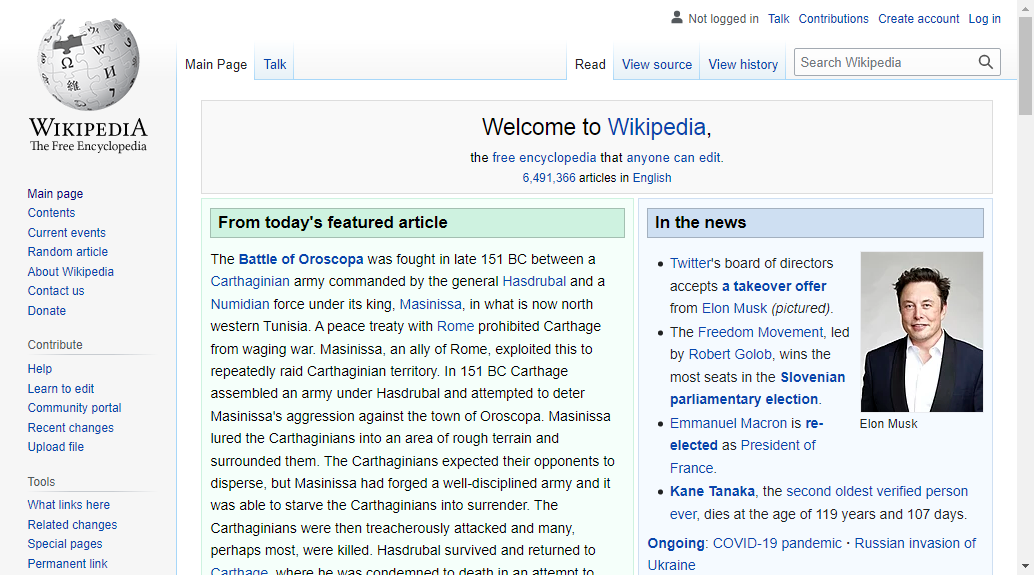 WIKIPEDIA
The Free Encyclopedia
Not logged in Talk Contributions Create account Log in
Main Page Talk Read View source View history Search Wikipedia
Main page
Contents
Current events
Random article
About Wikipedia
Contact us
Donate
Contribute
Help
Learn to edit
Community portal
Recent changes
Upload file
Tools
What links here
Related changes
Special pages
Permanent link
Welcome to Wikipedia,
the free encyclopedia that anyone can edit.
6,491,366 articles in English
From today's featured article
The Battle of Oroscopa was fought in late 151 BC between a
Carthaginian army commanded by the general Hasdrubal and a
Numidian force under its king, Masinissa, in what is now north
western Tunisia. A peace treaty with Rome prohibited Carthage
from waging war. Masinissa, an ally of Rome, exploited this to
repeatedly raid Carthaginian territory. In 151 BC Carthage
assembled an army under Hasdrubal and attempted to deter
Masinissa's aggression against the town of Oroscopa. Masinissa
lured the Carthaginians into an area of rough terrain and
surrounded them. The Carthaginians expected their opponents to
disperse, but Masinissa had forged a well-disciplined army and it
was able to starve the Carthaginians into surrender. The
Carthaginians were then treacherously attacked and many,
perhaps most, were killed. Hasdrubal survived and returned to
Carthage, where he was condemned to death in an attempt to
In the news
• Twitter's board of directors
accepts a takeover offer
from Elon Musk (pictured).
• The Freedom Movement, led
by Robert Golob, wins the
most seats in the Slovenian
parliamentary election.
• Emmanuel Macron is re-
elected as President of
France.
• Kane Tanaka, the second oldest verified person
ever, dies at the age of 119 years and 107 days.
Elon Musk
Ongoing: COVID-19 pandemic · Russian invasion of
Ukraine